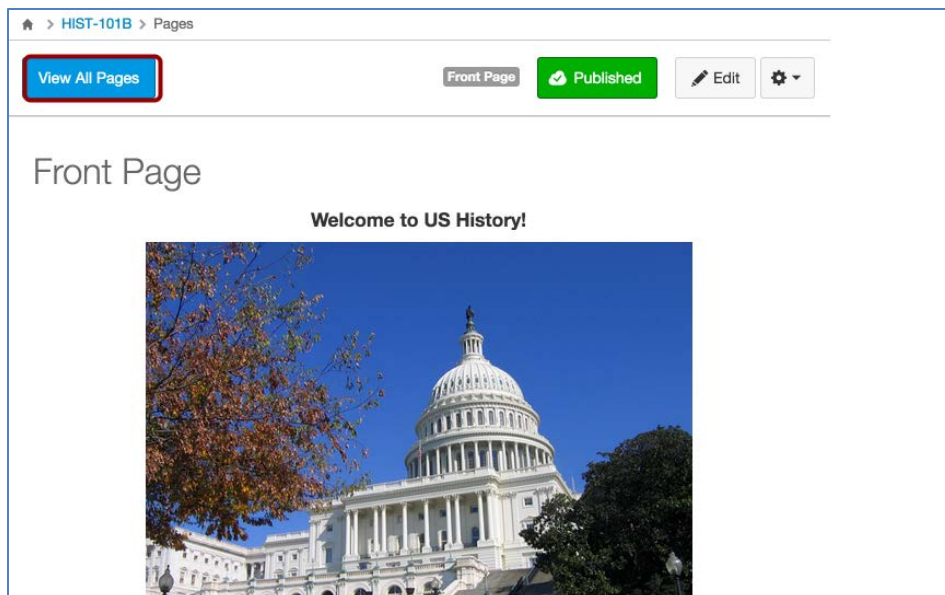 > HIST-101B > Pages
View All Pages
Front Page
Published
Edit
Front Page
Welcome to US History!